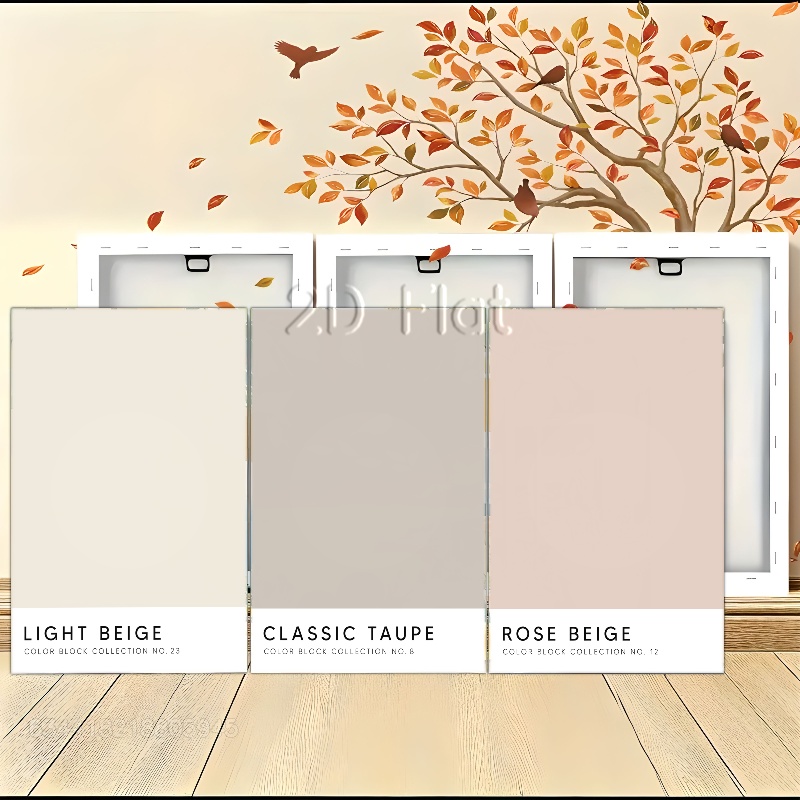 2D Flat
LIGHT BEIGE
COLOR BLOCK COLLECTION NO. 23
CLASSIC TAUPE
COLOR BLOCK COLLECTION NO. 8
ROSE BEIGE
COLOR BLOCK COLLECTION NO. 12